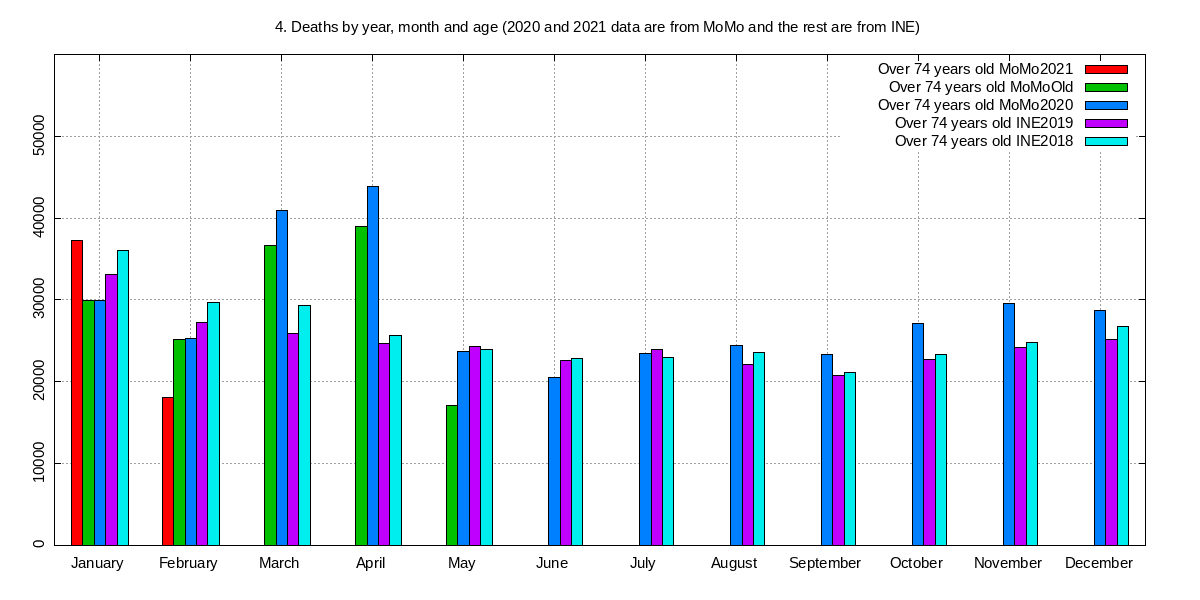 4. Deaths by year, month and age (2020 and 2021 data are from MoMo and the rest are from INE)
Over 74 years old MoMo2021
Over 74 years old MoMoOld
Over 74 years old MoMo2020
Over 74 years old INE2019
Over 74 years old INE2018
50000
40000
30000
20000
10000
0
January February March April May June July August September October November December